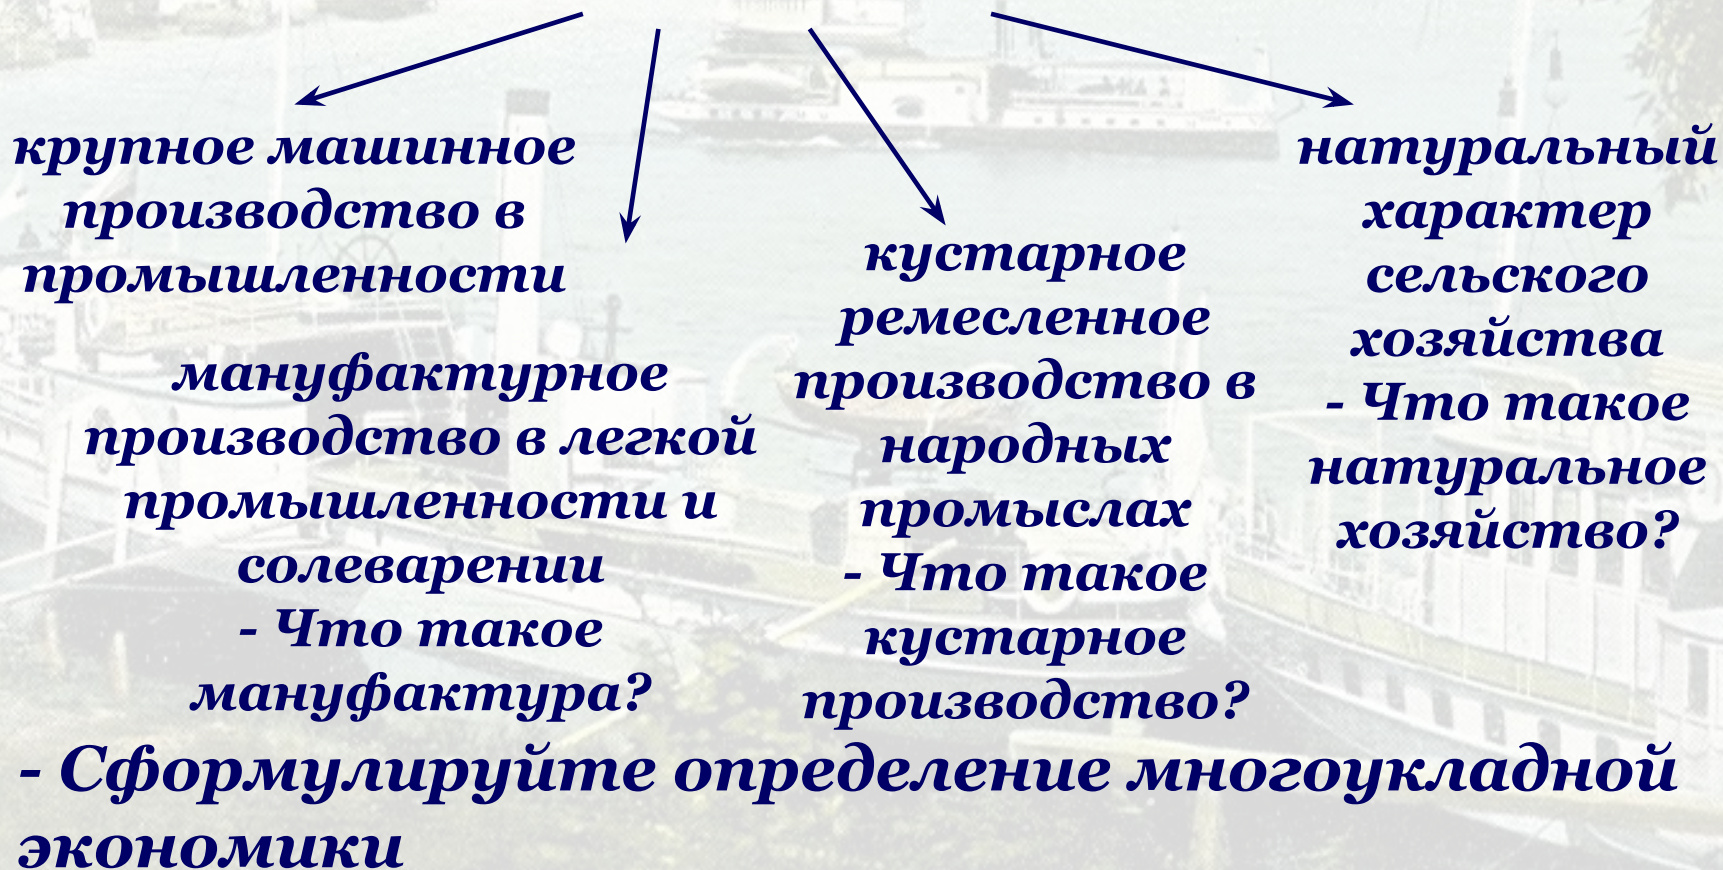 крупное машинное
производство в
промышленности
мануфактурное
производство в легкой
промышленности и
солеварении
- Что такое
мануфактура?
кустарное
ремесленное
производство в
народных
промыслах
- Что такое
кустарное
производство?
натуральный
характер
сельского
хозяйства
- Что такое
натуральное
хозяйство?
- Сформулируйте определение многоукладной
экономики